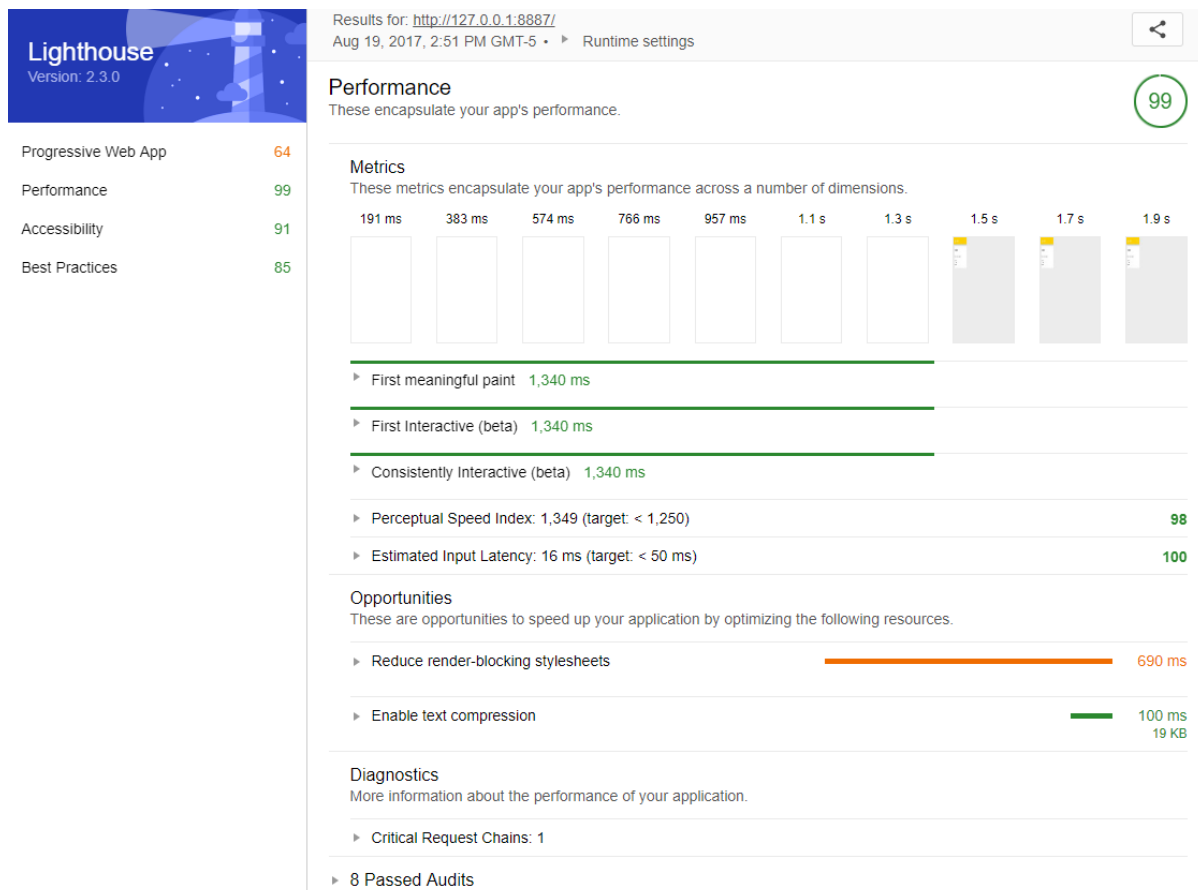 Lighthouse
Version: 2.3.0
Progressive Web App 64
Performance 99
Accessibility 91
Best Practices 85
Results for: http://127.0.0.1:8887/
Aug 19, 2017, 2:51 PM GMT-5 • Runtime settings
Performance
These encapsulate your app's performance.
99
Metrics
These metrics encapsulate your app's performance across a number of dimensions.
191 ms 383 ms 574 ms 766 ms 957 ms 1.1 s 1.3 s 1.5 s 1.7 s 1.9 s
First meaningful paint 1,340 ms
First Interactive (beta) 1,340 ms
Consistently Interactive (beta) 1,340 ms
Perceptual Speed Index: 1,349 (target: < 1,250) 98
Estimated Input Latency: 16 ms (target: < 50 ms) 100
Opportunities
These are opportunities to speed up your application by optimizing the following resources.
Reduce render-blocking stylesheets 690 ms
Enable text compression 100 ms
19 KB
Diagnostics
More information about the performance of your application.
Critical Request Chains: 1
8 Passed Audits